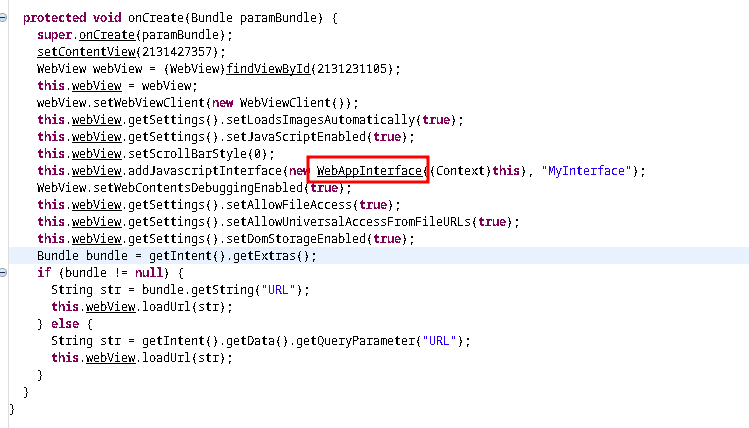 protected void onCreate(Bundle paramBundle) {
super.onCreate(paramBundle);
setContentView(2131427357);
WebView webView = (WebView)findViewById(2131231105);
this.webView = webView;
webView.setWebViewClient(new WebViewClient());
this.webView.getSettings().setLoadsImagesAutomatically(true);
this.webView.getSettings().setJavaScriptEnabled(true);
this.webView.setScrollBarStyle(0);
this.webView.addJavascriptInterface(new WebAppInterface((Context)this), "MyInterface");
WebView.setWebContentsDebuggingEnabled(true);
this.webView.getSettings().setAllowFileAccess(true);
this.webView.getSettings().setAllowUniversalAccessFromFileURLs(true);
this.webView.getSettings().setDomStorageEnabled(true);
Bundle bundle = getIntent().getExtras();
if (bundle != null) {
String str = bundle.getString("URL");
this.webView.loadUrl(str);
} else {
String str = getIntent().getData().getQueryParameter("URL");
this.webView.loadUrl(str);
}
}
}